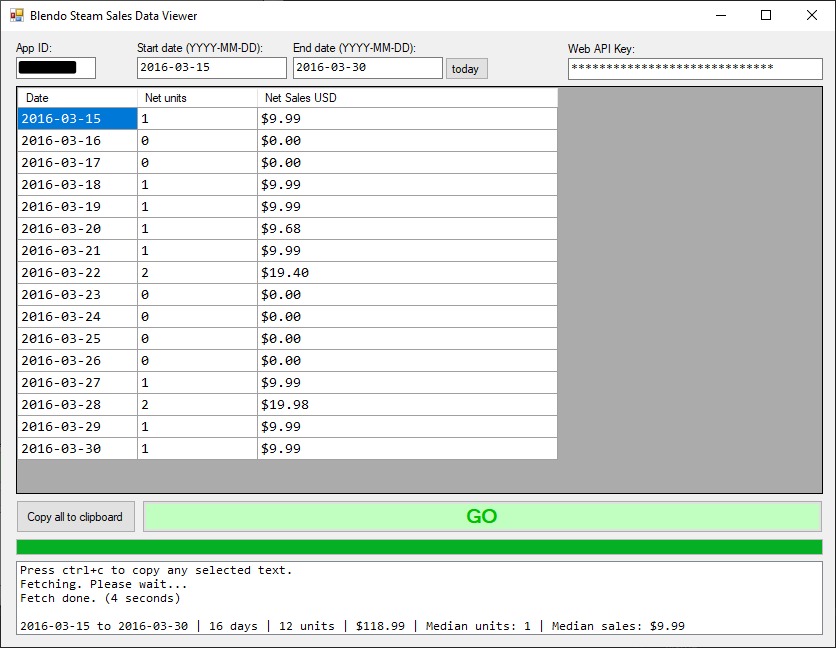 Blendo Steam Sales Data Viewer
App ID: Start date (YYYY-MM-DD): End date (YYYY-MM-DD): Web API Key:
2016-03-15 2016-03-30 today *****************************
Date Net units Net Sales USD
2016-03-15 1 $9.99
2016-03-16 0 $0.00
2016-03-17 0 $0.00
2016-03-18 1 $9.99
2016-03-19 1 $9.99
2016-03-20 1 $9.68
2016-03-21 1 $9.99
2016-03-22 2 $19.40
2016-03-23 0 $0.00
2016-03-24 0 $0.00
2016-03-25 0 $0.00
2016-03-26 0 $0.00
2016-03-27 1 $9.99
2016-03-28 2 $19.98
2016-03-29 1 $9.99
2016-03-30 1 $9.99
Copy all to clipboard GO
Press ctrl+c to copy any selected text.
Fetching. Please wait...
Fetch done. (4 seconds)
2016-03-15 to 2016-03-30 | 16 days | 12 units | $118.99 | Median units: 1 | Median sales: $9.99